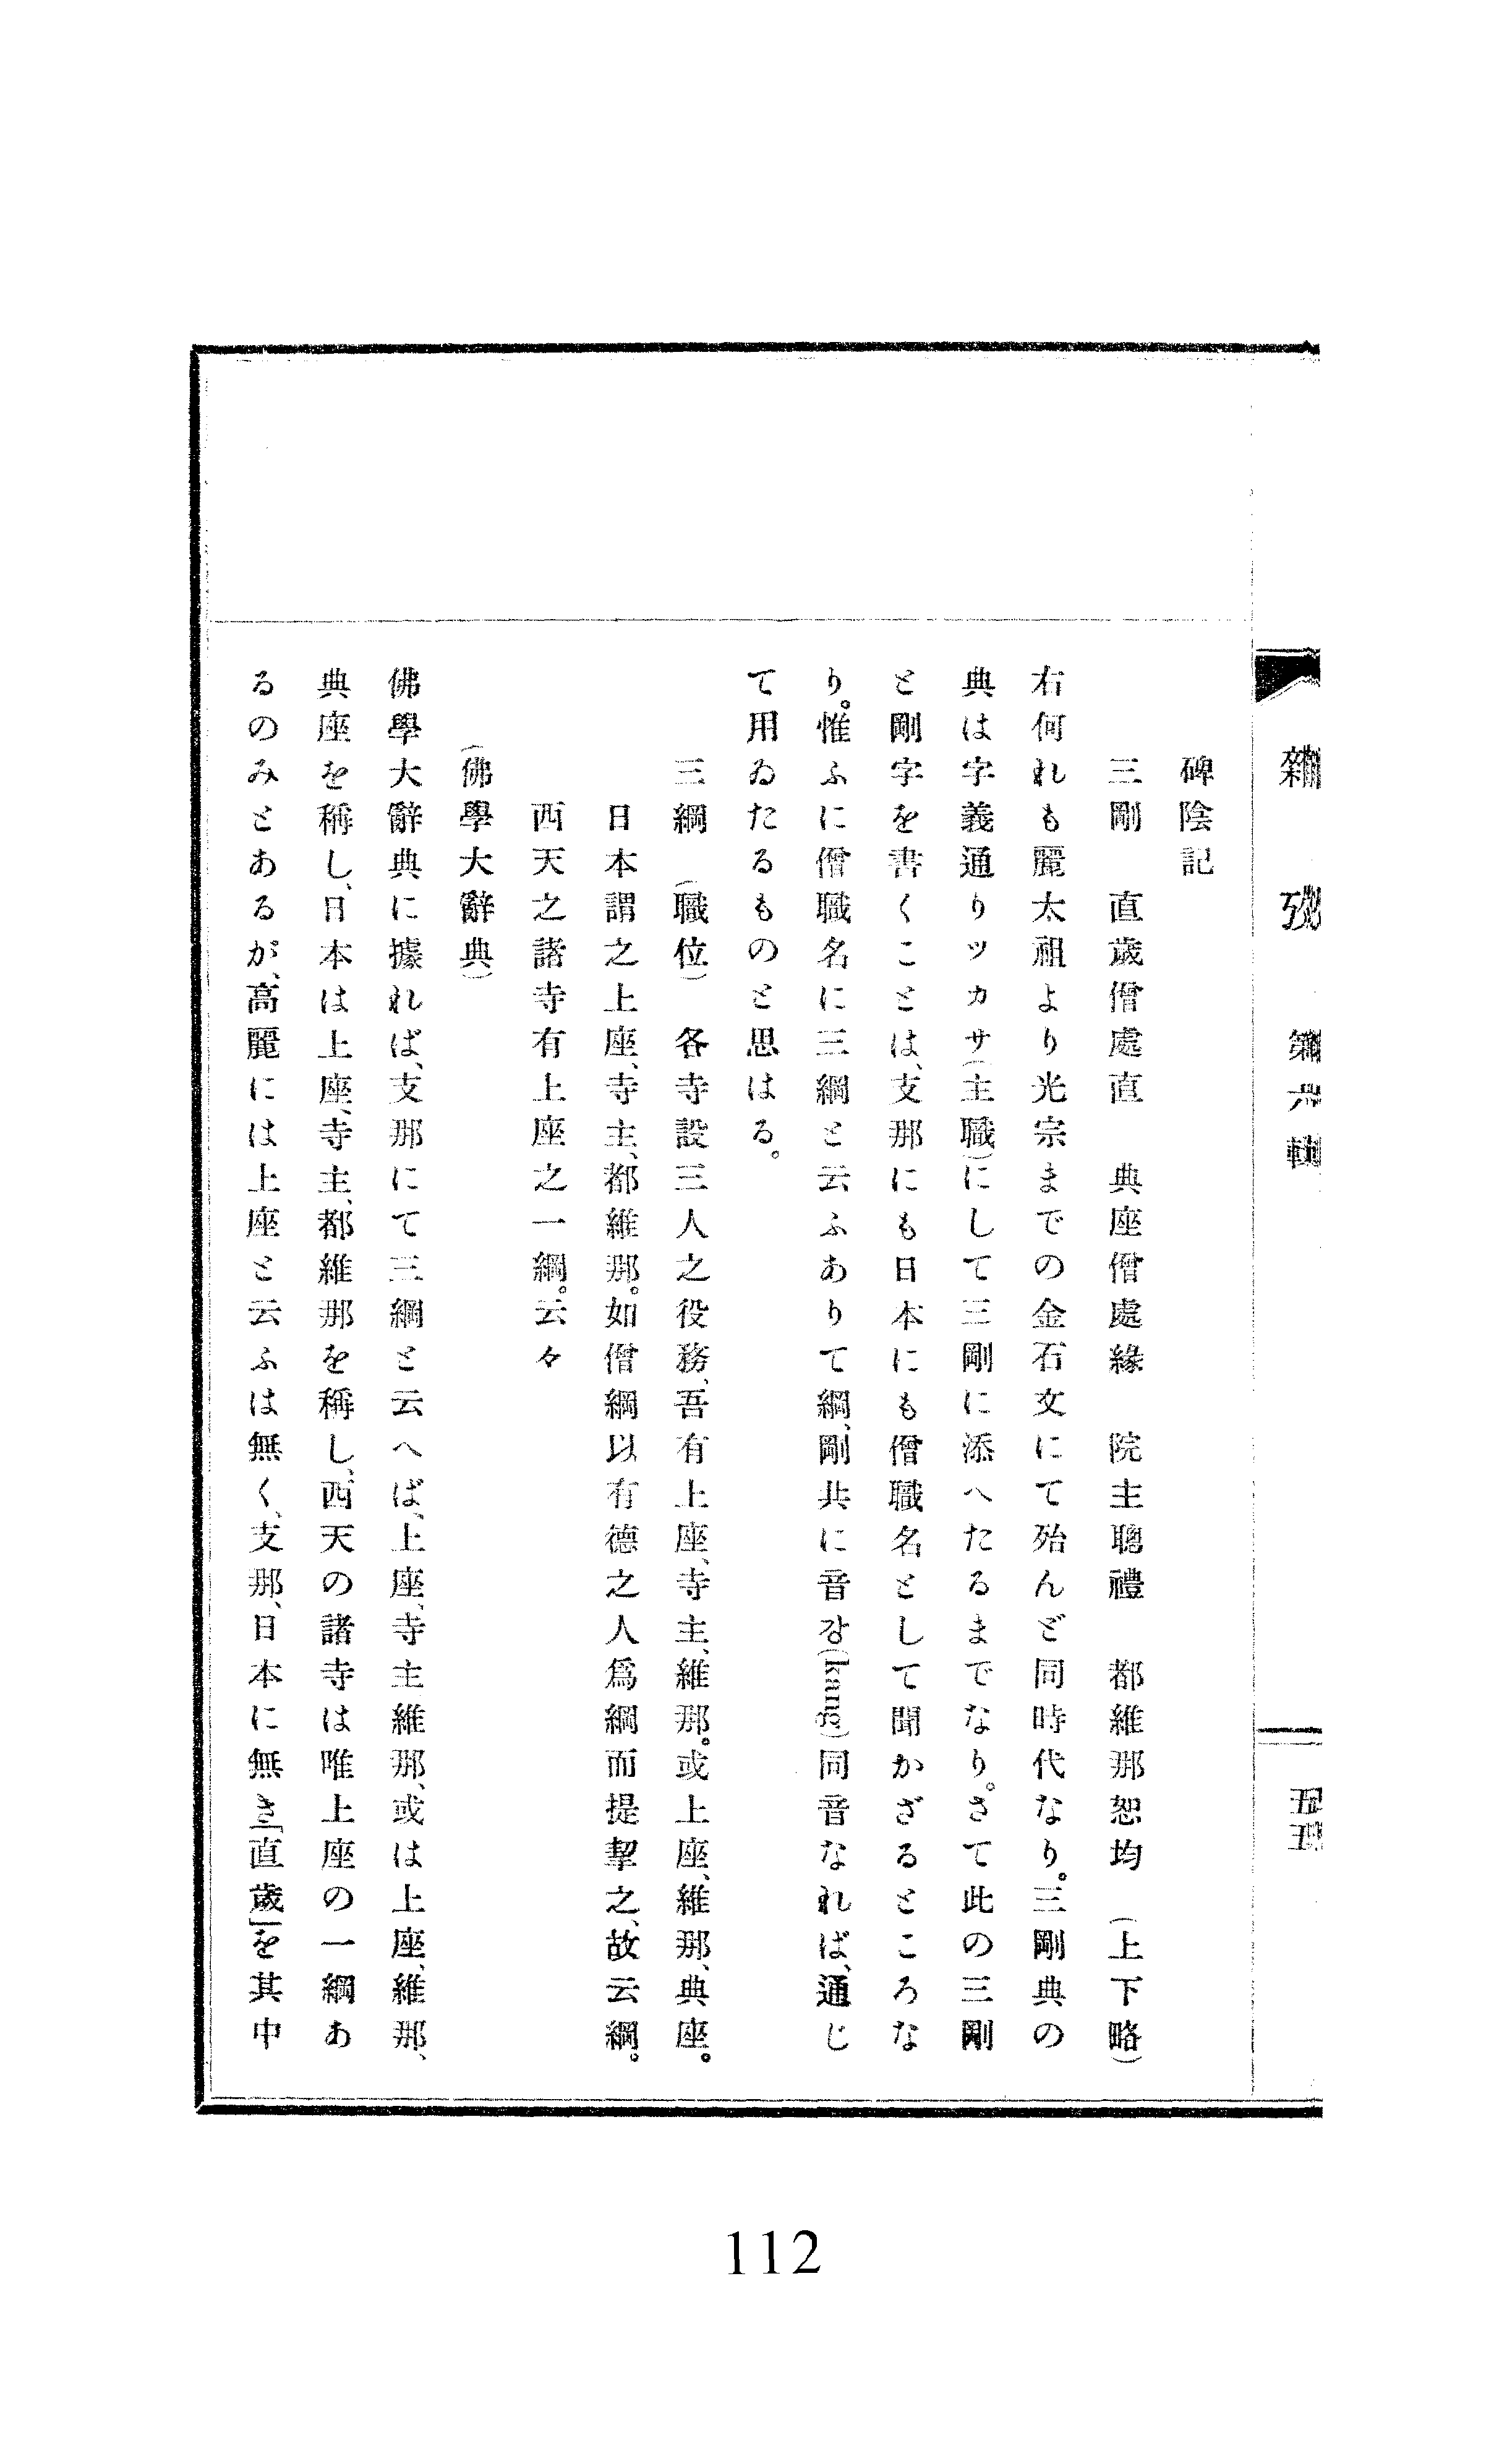 雜攷 第六輯 五五
碑陰記
三剛 直歲僧處直 典座僧處緣 院主聰禮 都維那恕均 (上下略)
右何れも麗太祖より光宗までの金石文にて殆んど同時代なり。三剛典の
典は字義通りツカサ(主職)にして三剛に添へたるまでなり。さて此の三剛
と剛字を書くことは、支那にも日本にも僧職名として聞かざるところな
り。惟ふに僧職名に三綱と云ふありて綱、剛共に音강(kang)同音なれば、通じ
て用ゐたるものと思はる。
三綱 (職位) 各寺設三人之役務、吾有上座、寺主、維那。或上座、維那、典座。
日本謂之上座、寺主、都維那。如僧綱以有德之人爲綱而提挈之、故云綱。
西天之諸寺有上座之一綱。云々
(佛學大辭典)
佛學大辭典に據れば、支那にて三綱と云へば、上座、寺主維那、或は上座、維那、
典座を稱し、日本は上座、寺主、都維那を稱し、西天の諸寺は唯上座の一綱あ
るのみとあるが、高麗には上座と云ふは無く、支那、日本に無き「直歲」を其中
112